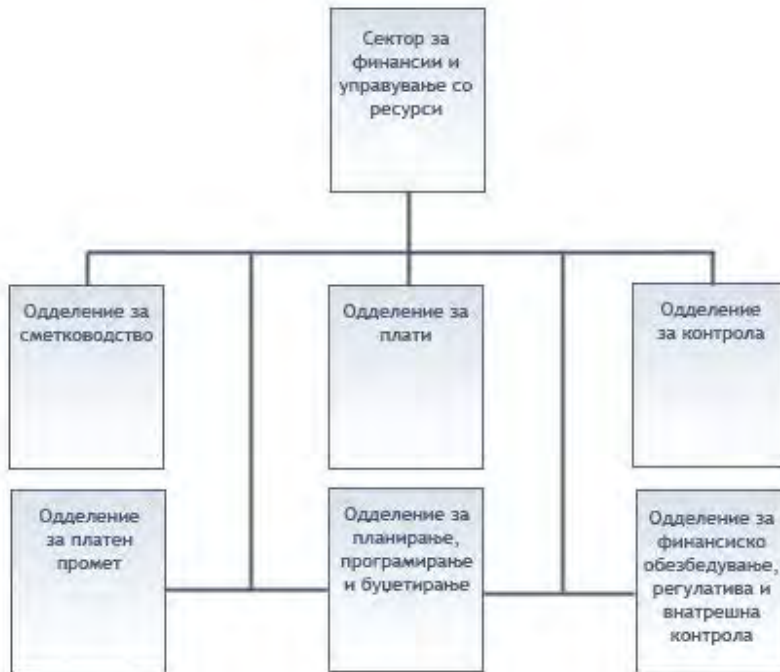 Сектор за
финансии и
управување со
ресурси
Одделение за
сметководство
Одделение за
плати
Одделение
за контрола
Одделение
за платен
промет
Одделение за
планирање,
програмирање
и буџетирање
Одделение за
финансиско
обезбедување,
регулатива и
внатрешна
контрола